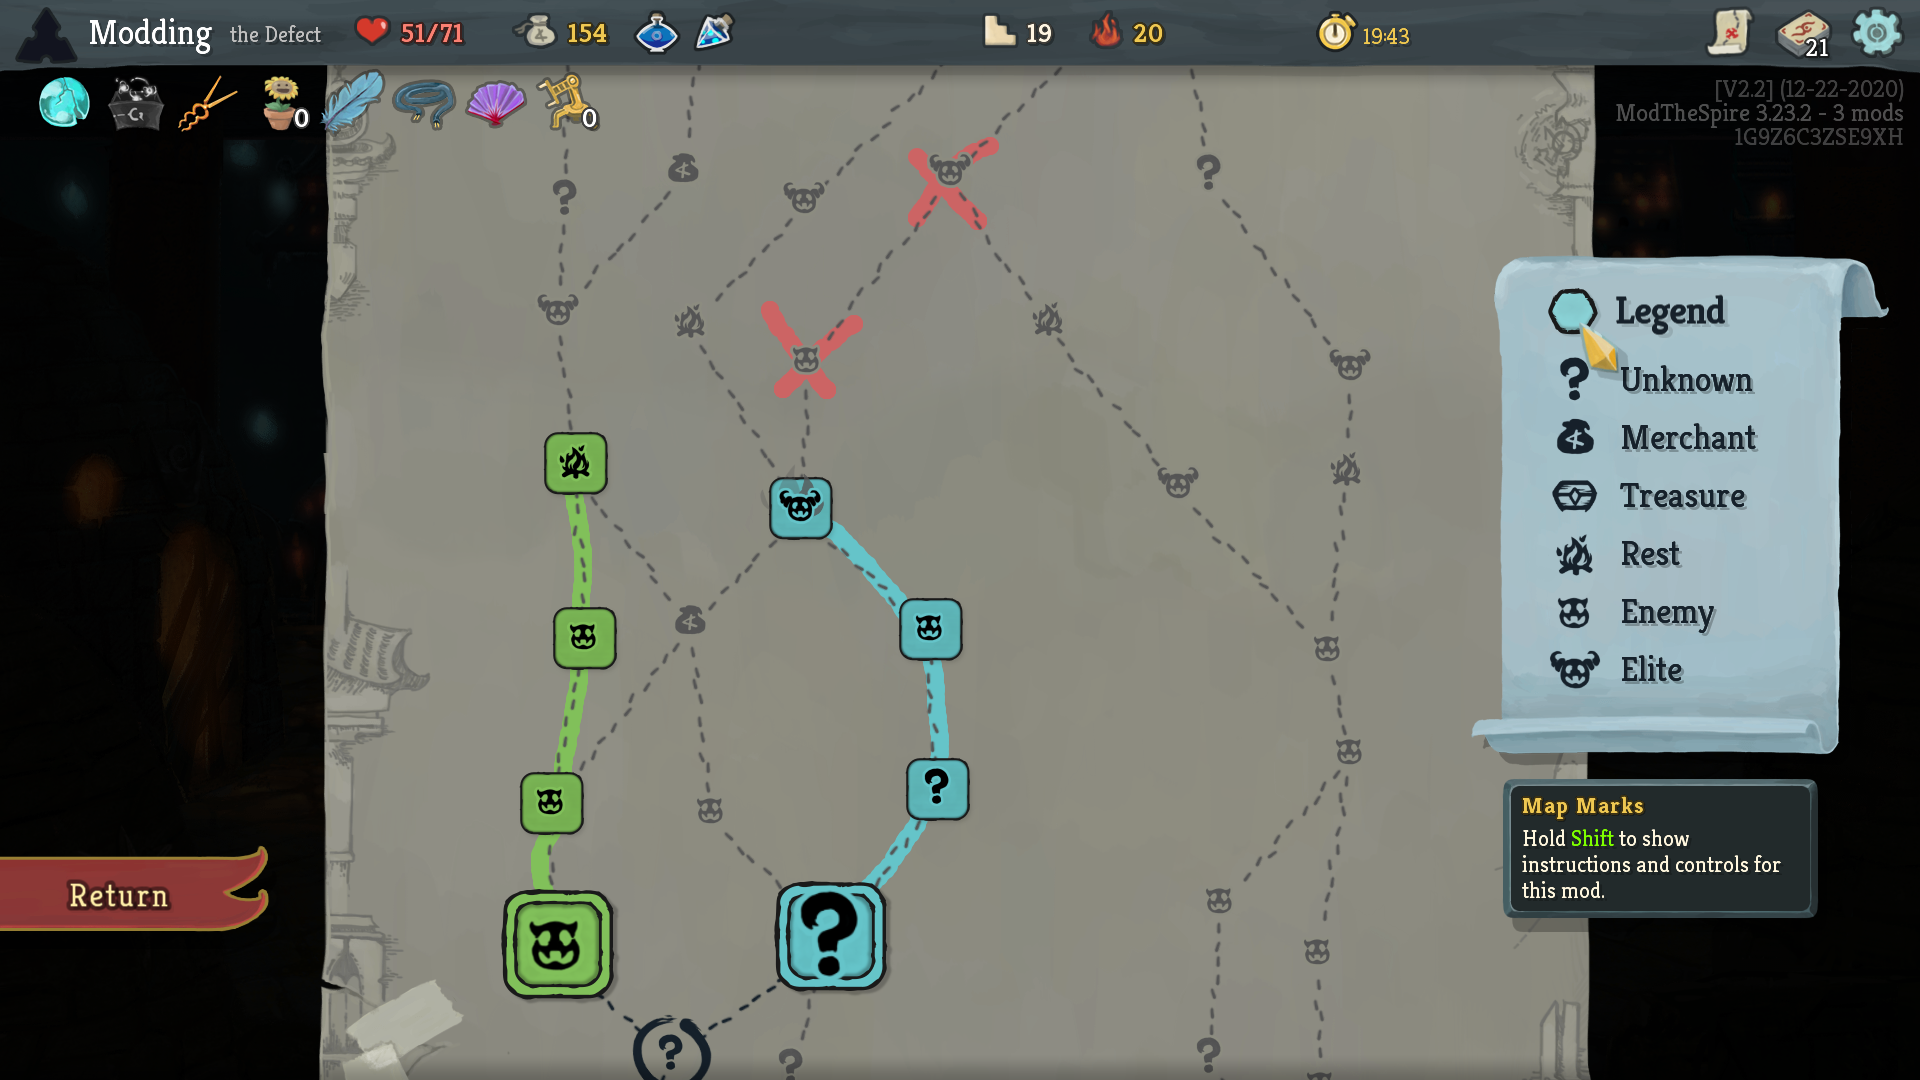 Modding the Defect 51/71 154 19 20 19:43 21
0 0
[V2.2] (12-22-2020)
ModTheSpire 3.23.2 - 3 mods
1G9Z6C3ZSE9XH
Legend
Unknown
Merchant
Treasure
Rest
Enemy
Elite
Map Marks
Hold Shift to show
instructions and controls for
this mod.
Return